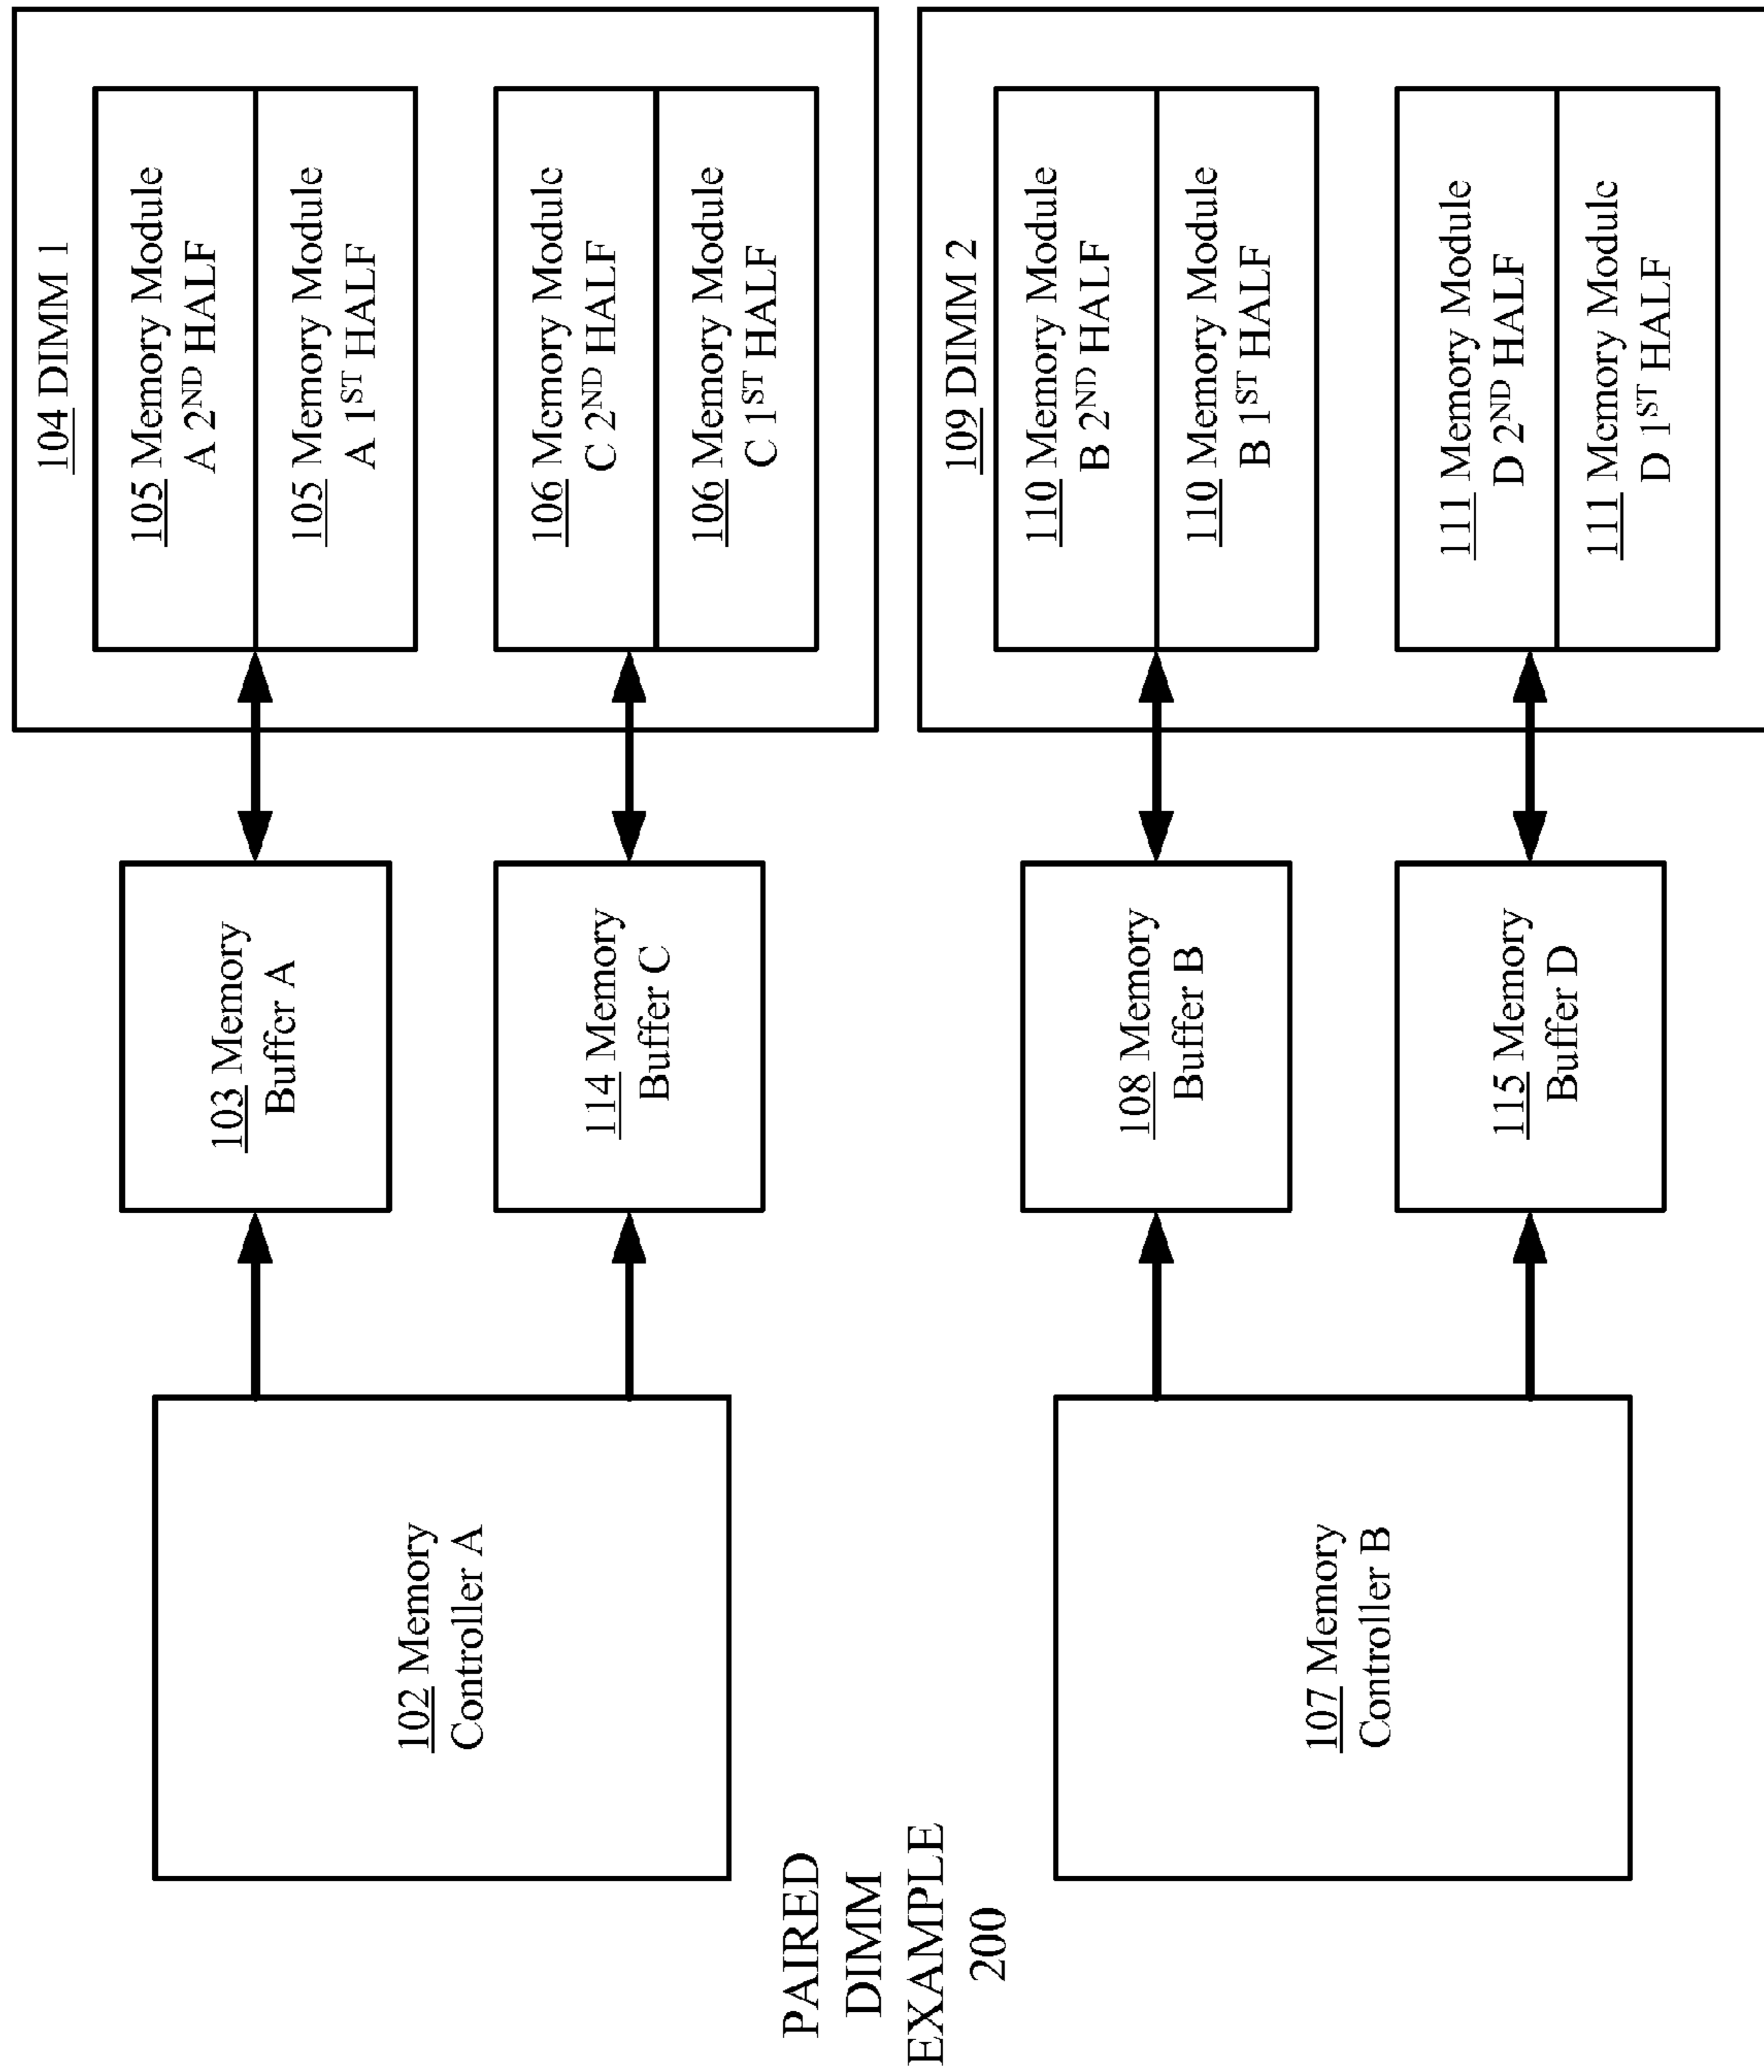 PAIRED
DIMM
EXAMPLE
200
102 Memory
Controller A
103 Memory
Buffer A
114 Memory
Buffer C
104 DIMM 1
105 Memory Module
A 2ND HALF
105 Memory Module
A 1ST HALF
106 Memory Module
C 2ND HALF
106 Memory Module
C 1ST HALF
107 Memory
Controller B
108 Memory
Buffer B
115 Memory
Buffer D
109 DIMM 2
110 Memory Module
B 2ND HALF
110 Memory Module
B 1ST HALF
111 Memory Module
D 2ND HALF
111 Memory Module
D 1ST HALF